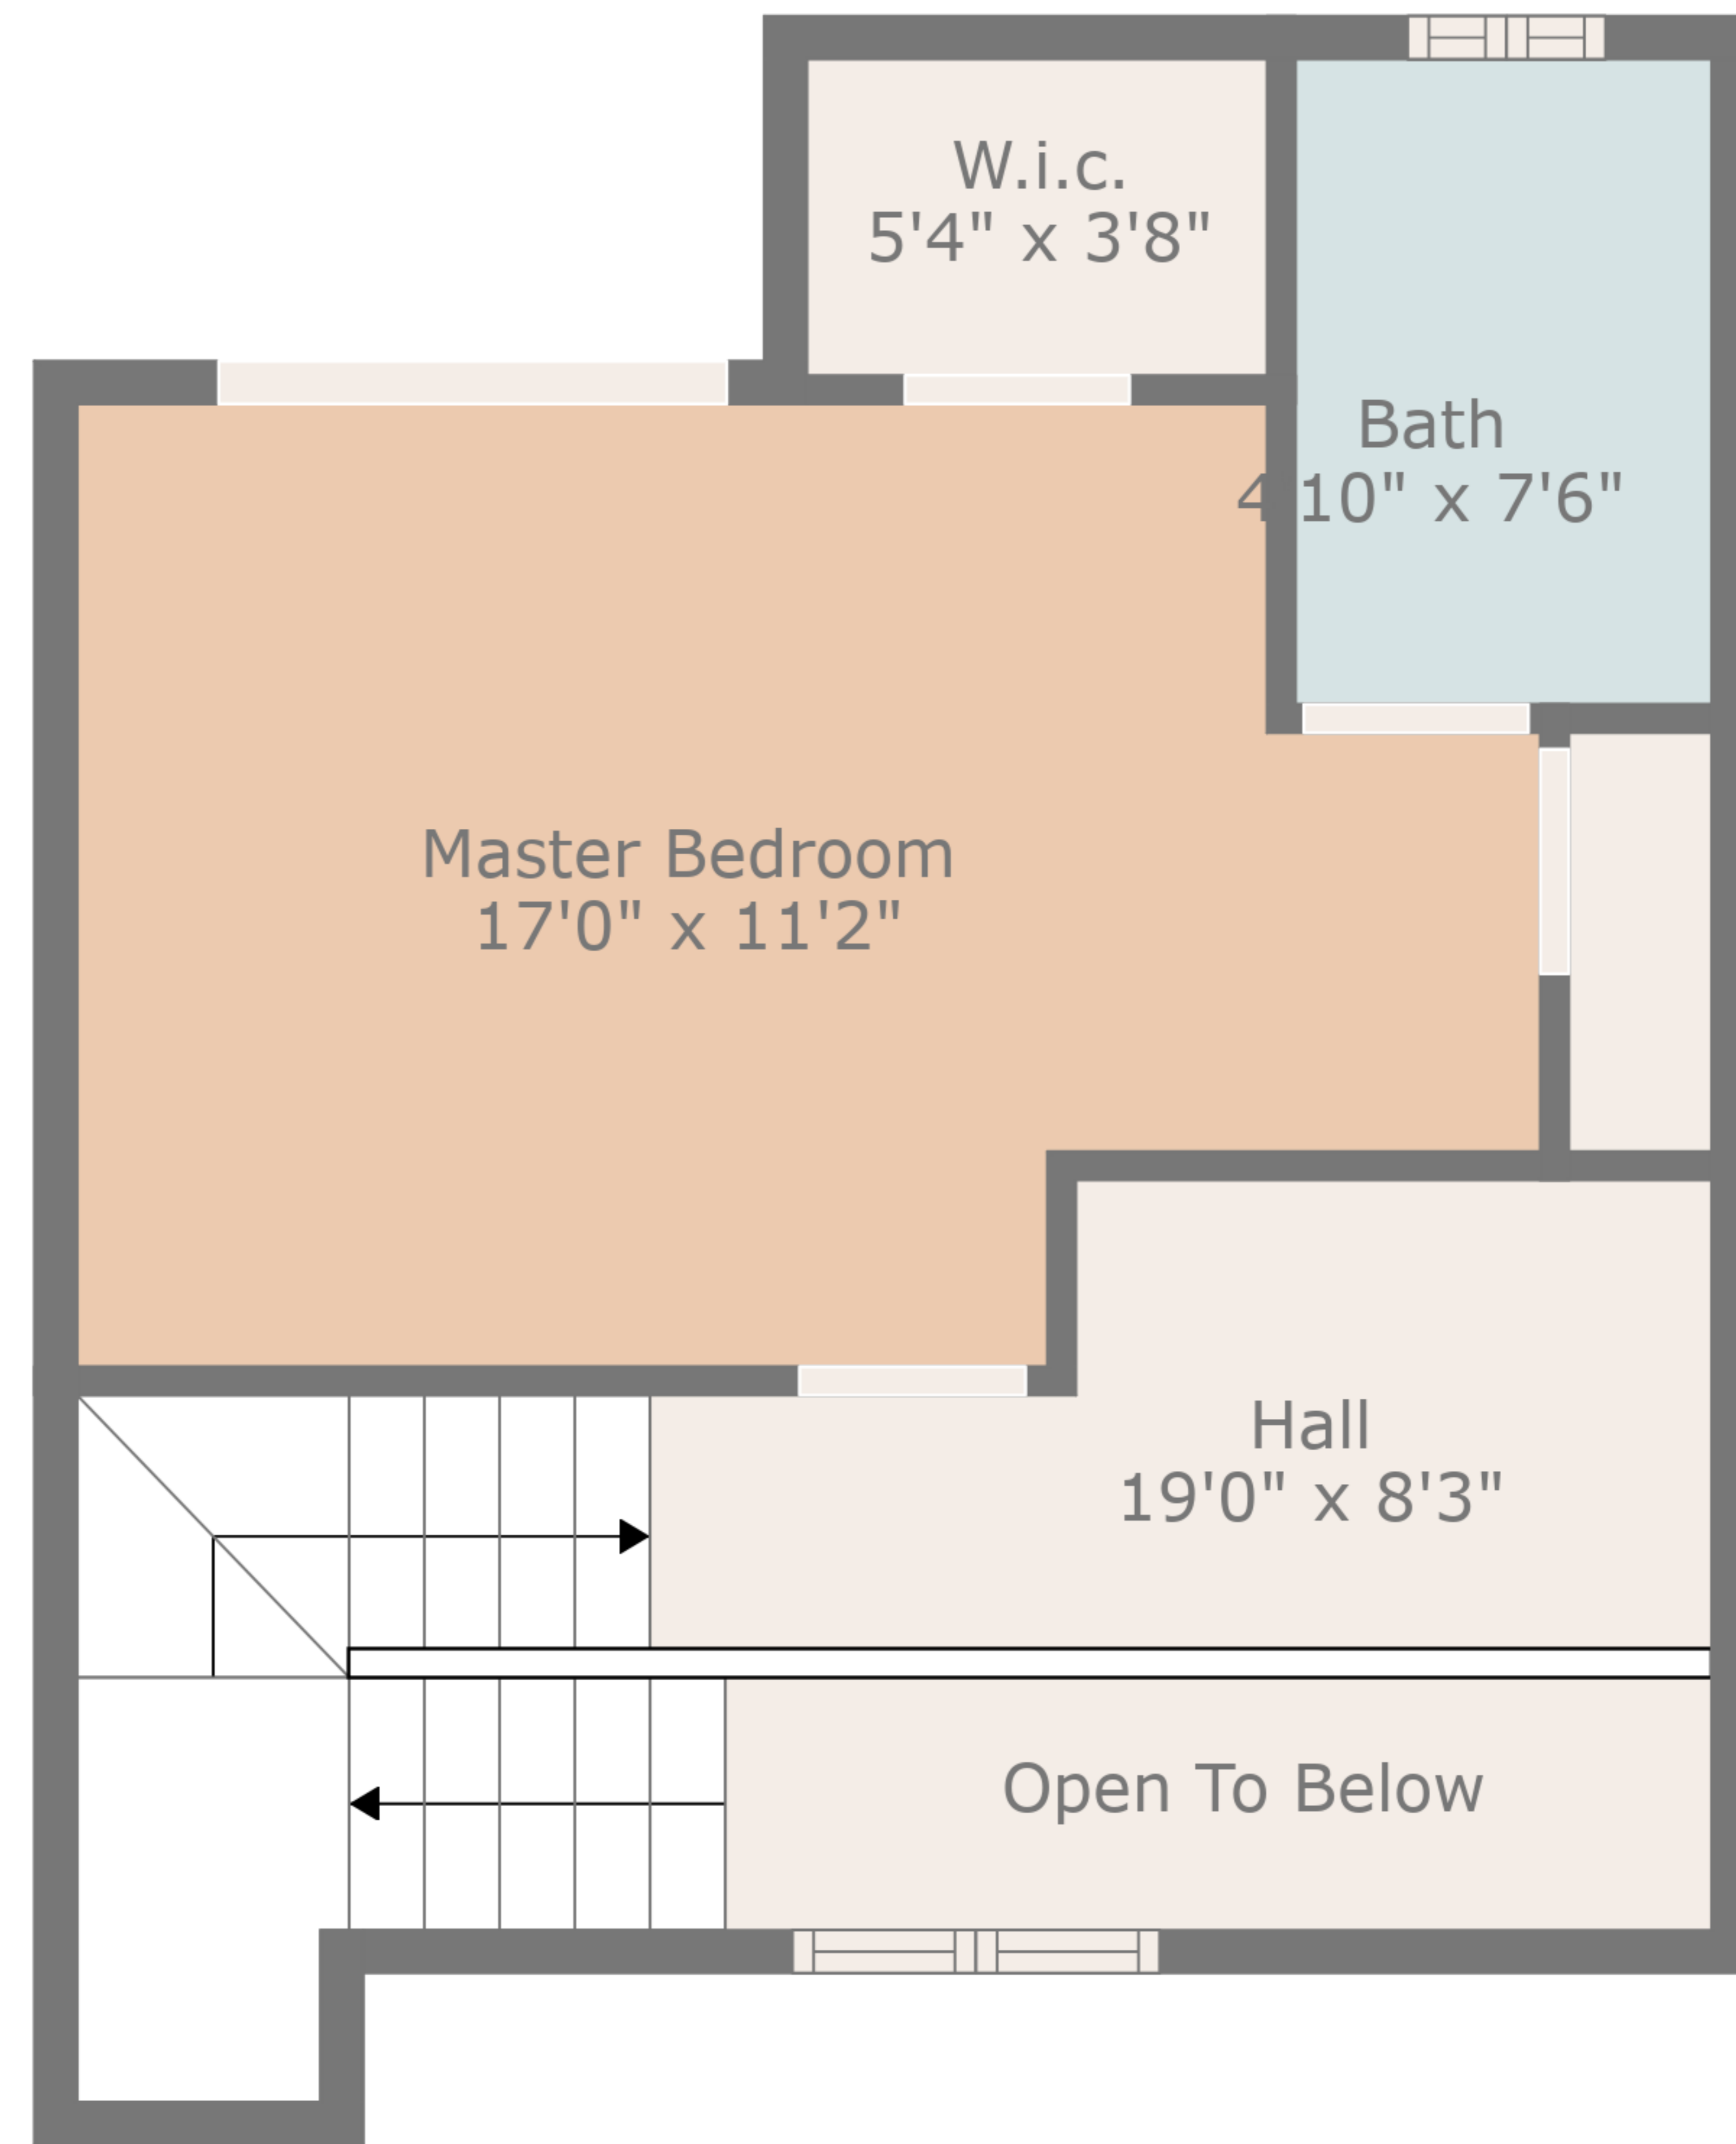 W.i.c.
5'4" x 3'8"
Bath
4'10" x 7'6"
Master Bedroom
17'0" x 11'2"
Hall
19'0" x 8'3"
Open To Below